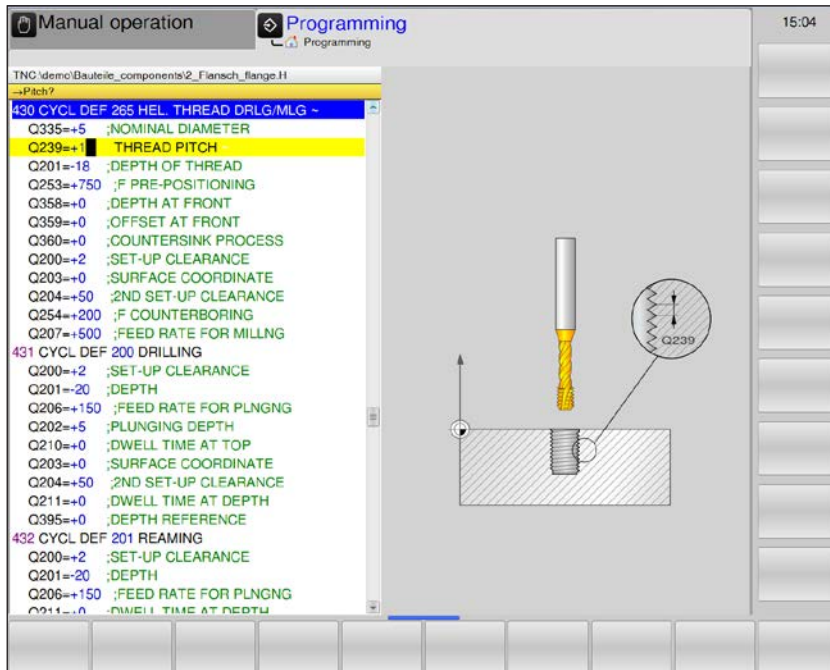 Manual operation
Programming
Programming
15:04
TNC:\demo\Bauteile_components\2_Flansch_flange.H
→Pitch?
430 CYCL DEF 265 HEL. THREAD DRLG/MLG ~
Q335=+5 ;NOMINAL DIAMETER
Q239=+1 THREAD PITCH ~
Q201=-18 ;DEPTH OF THREAD
Q253=+750 ;F PRE-POSITIONING
Q358=+0 ;DEPTH AT FRONT
Q359=+0 ;OFFSET AT FRONT
Q360=+0 ;COUNTERSINK PROCESS
Q200=+2 ;SET-UP CLEARANCE
Q203=+0 ;SURFACE COORDINATE
Q204=+50 ;2ND SET-UP CLEARANCE
Q254=+200 ;F COUNTERBORING
Q207=+500 ;FEED RATE FOR MILLNG
431 CYCL DEF 200 DRILLING
Q200=+2 ;SET-UP CLEARANCE
Q201=-20 ;DEPTH
Q206=+150 ;FEED RATE FOR PLNGNG
Q202=+5 ;PLUNGING DEPTH
Q210=+0 ;DWELL TIME AT TOP
Q203=+0 ;SURFACE COORDINATE
Q204=+50 ;2ND SET-UP CLEARANCE
Q211=+0 ;DWELL TIME AT DEPTH
Q395=+0 ;DEPTH REFERENCE
432 CYCL DEF 201 REAMING
Q200=+2 ;SET-UP CLEARANCE
Q201=-20 ;DEPTH
Q206=+150 ;FEED RATE FOR PLNGNG
Q211=+0 ;DWELL TIME AT DEPTH
Q239